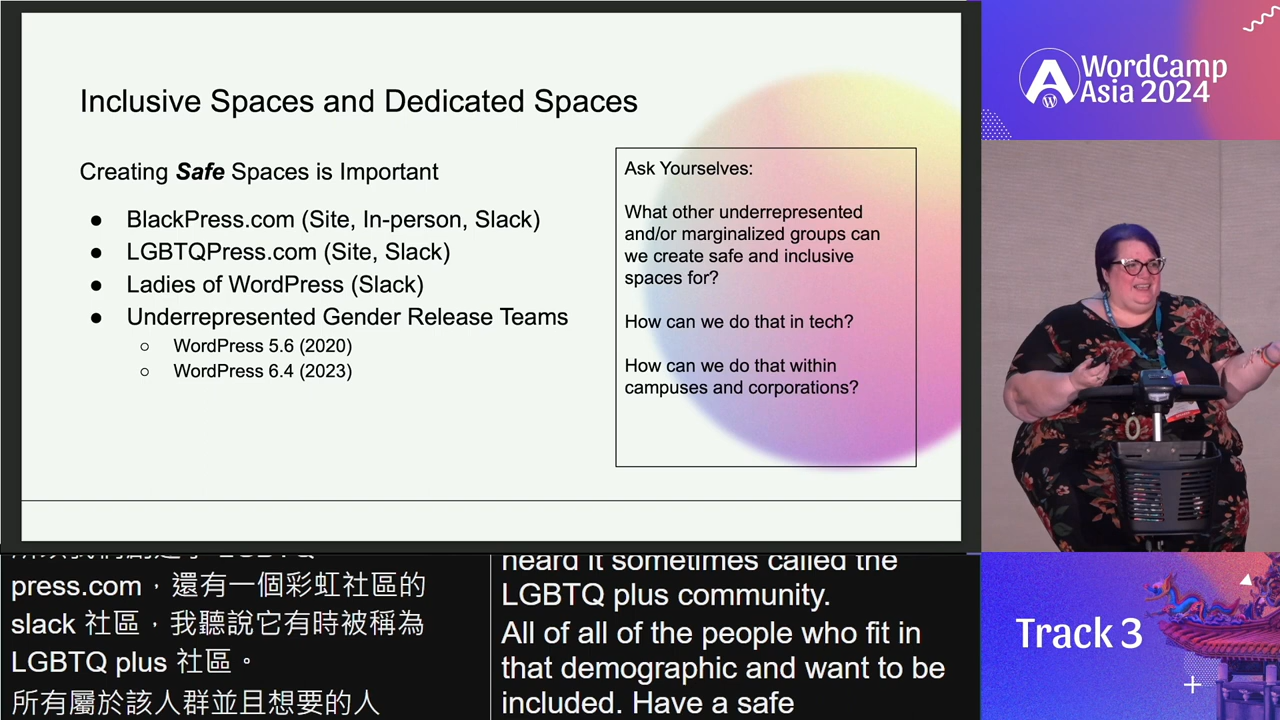 Inclusive Spaces and Dedicated Spaces
Creating Safe Spaces is Important
● BlackPress.com (Site, In-person, Slack)
● LGBTQPress.com (Site, Slack)
● Ladies of WordPress (Slack)
● Underrepresented Gender Release Teams
○ WordPress 5.6 (2020)
○ WordPress 6.4 (2023)
Ask Yourselves:
What other underrepresented
and/or marginalized groups can
we create safe and inclusive
spaces for?
How can we do that in tech?
How can we do that within
campuses and corporations?
WordCamp
Asia 2024
press.com，還有一個彩虹社區的
slack 社區，我聽說它有時被稱為
LGBTQ plus 社區。
所有屬於該人群並且想要的人
heard it sometimes called the
LGBTQ plus community.
All of all of the people who fit in
that demographic and want to be
included. Have a safe
Track 3